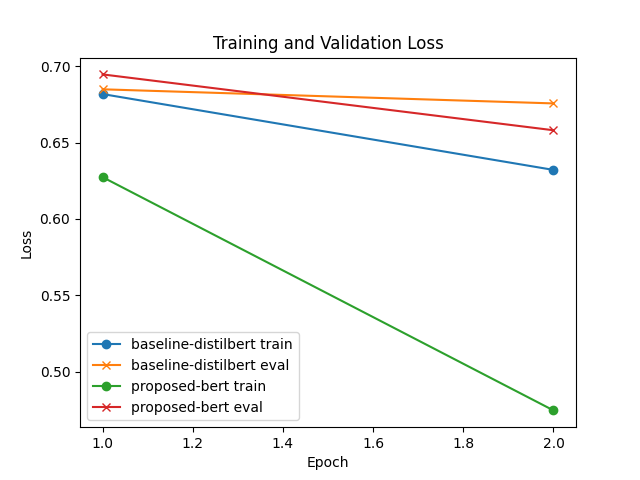 Training and Validation Loss
0.70
0.65
0.60
0.55
0.50
Loss
baseline-distilbert train
baseline-distilbert eval
proposed-bert train
proposed-bert eval
1.0 1.2 1.4 1.6 1.8 2.0
Epoch